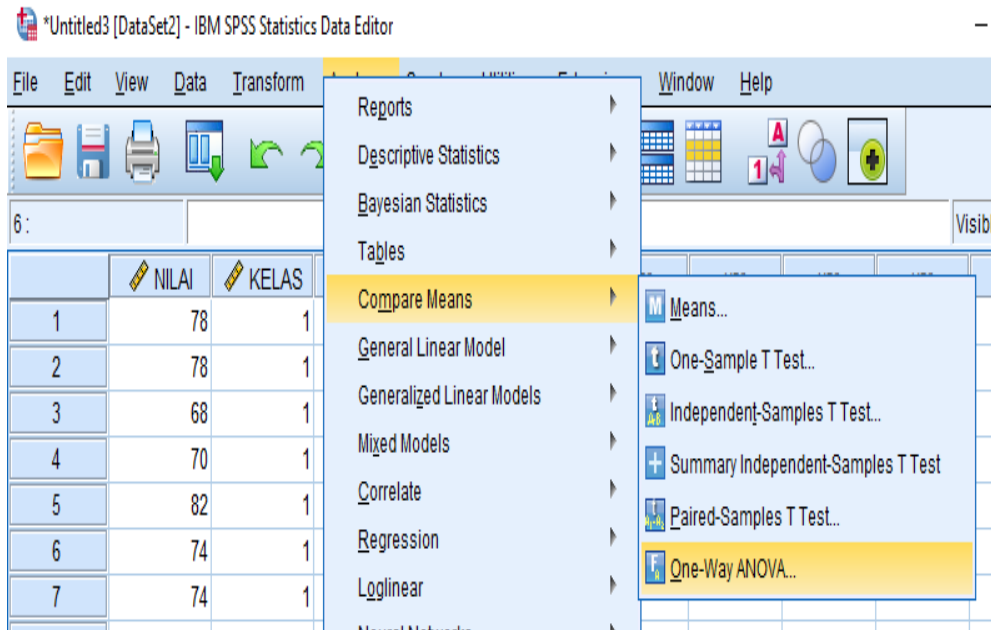 *Untitled3 [DataSet2] - IBM SPSS Statistics Data Editor
File Edit View Data Transform Window Help
A
1
6 :
NILAI KELAS
1 78 1
2 78 1
3 68 1
4 70 1
5 82 1
6 74 1
7 74 1
Reports
Descriptive Statistics
Bayesian Statistics
Tables
Compare Means
General Linear Model
Generalized Linear Models
Mixed Models
Correlate
Regression
Loglinear
M Means...
t One-Sample T Test...
Independent-Samples T Test...
Summary Independent-Samples T Test
Paired-Samples T Test...
One-Way ANOVA...